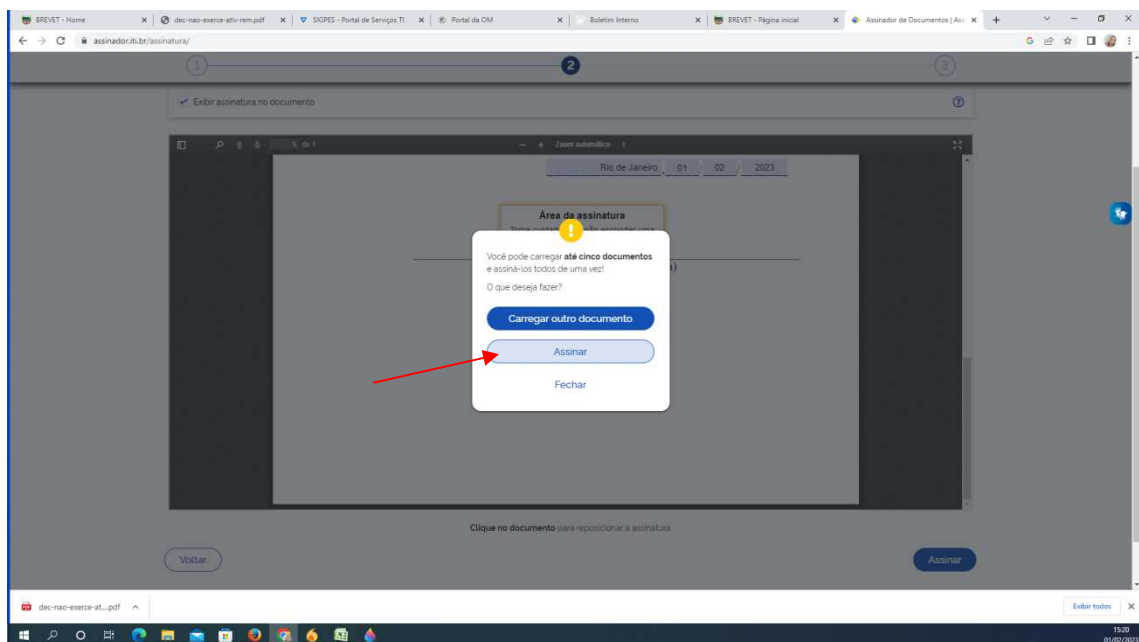 BREVET - Home
dec-nao-exerce-ativ-rem.pdf
SIGPES - Portal de Serviços TI
Portal da OM
Boletim Interno
BREVET - Página inicial
Assinador de Documentos | Ass
assinador.iti.br/assinatura/
1
2
3
Exibir assinatura no documento
1 de 1
Zoom automático
Rio de Janeiro, 01 / 02 / 2023
Área da assinatura
Você pode carregar até cinco documentos
e assiná-los todos de uma vez!
O que deseja fazer?
Carregar outro documento
Assinar
Fechar
Clique no documento para reposicionar a assinatura
Voltar
Assinar
dec-nao-exerce-at....pdf
Exibir todos
15:20
01/02/2023